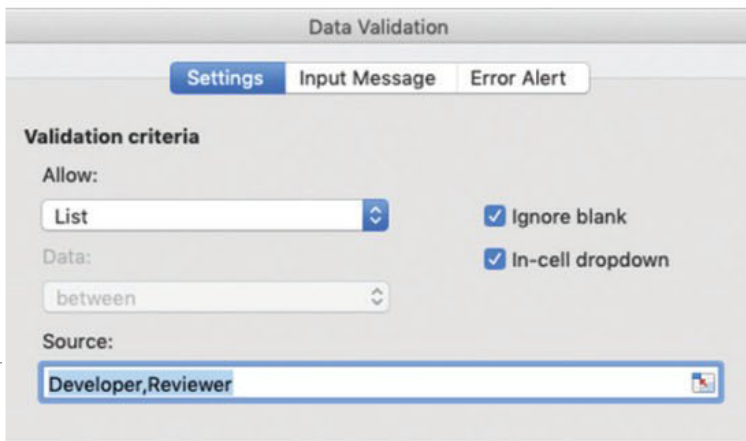 Data Validation
Settings Input Message Error Alert
Validation criteria
Allow:
List
Ignore blank
Data:
In-cell dropdown
between
Source:
Developer,Reviewer